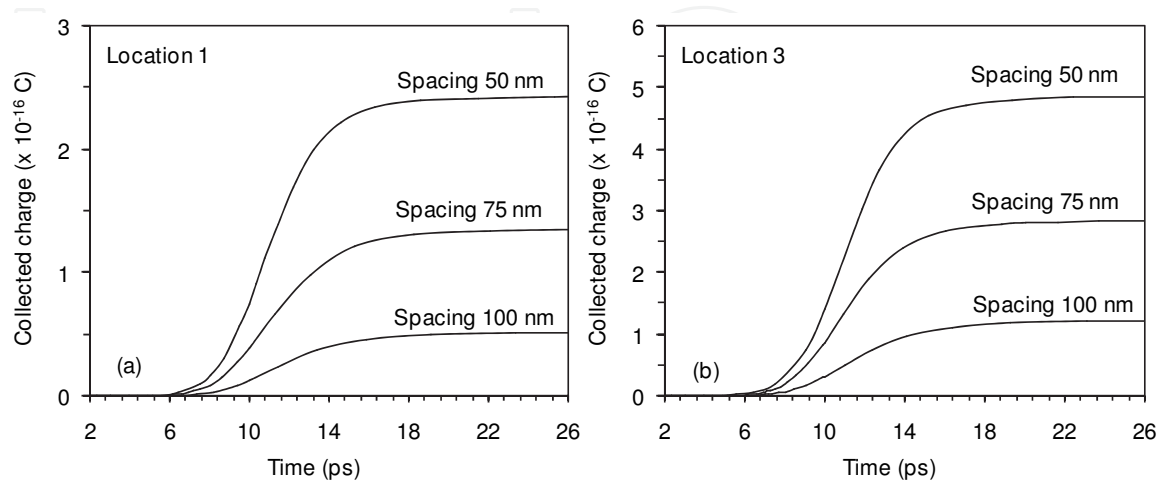 Location 1
Spacing 50 nm
Spacing 75 nm
Spacing 100 nm
(a)
Collected charge (x 10⁻¹⁶ C)
3
2
1
0
2 6 10 14 18 22 26
Time (ps)
Location 3
Spacing 50 nm
Spacing 75 nm
Spacing 100 nm
(b)
Collected charge (x 10⁻¹⁶ C)
6
5
4
3
2
1
0
2 6 10 14 18 22 26
Time (ps)